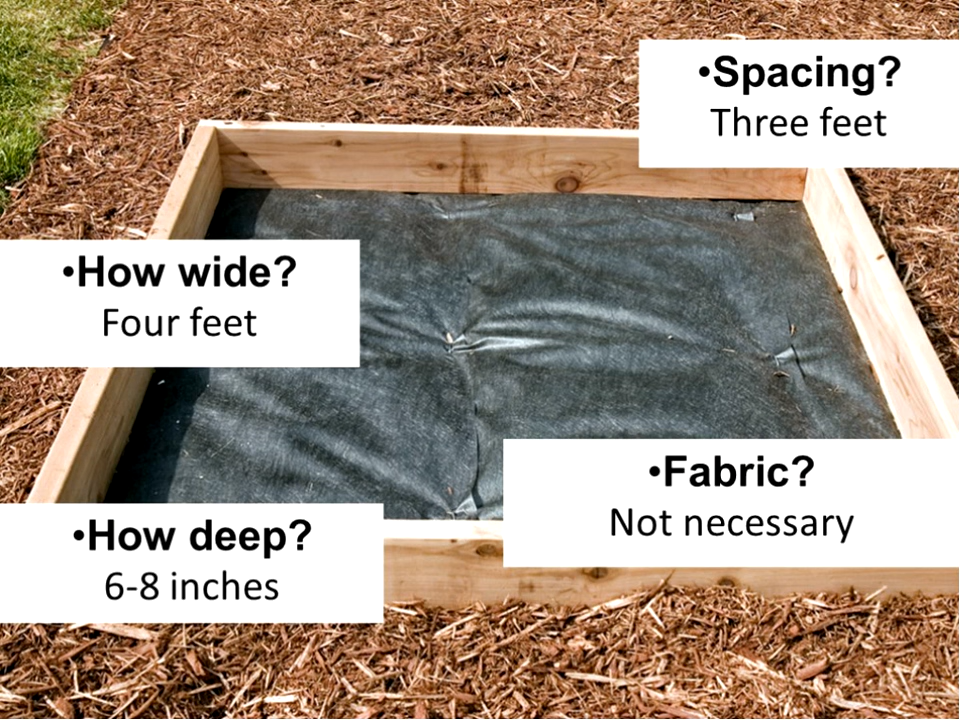 •Spacing?
Three feet
•How wide?
Four feet
•Fabric?
Not necessary
•How deep?
6-8 inches